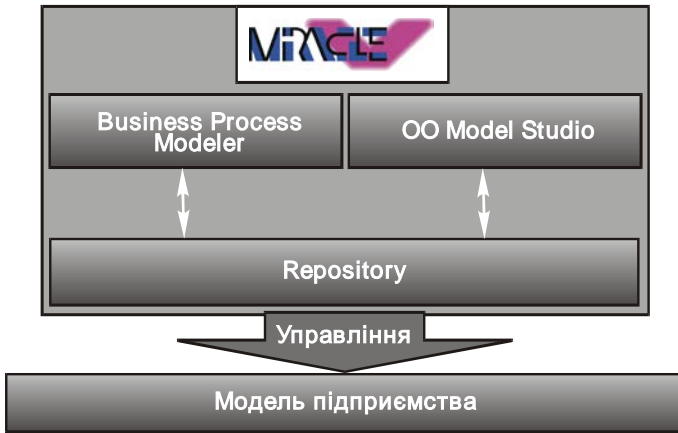 MIRACLE V
Business Process
Modeler
OO Model Studio
Repository
Управління
Модель підприємства